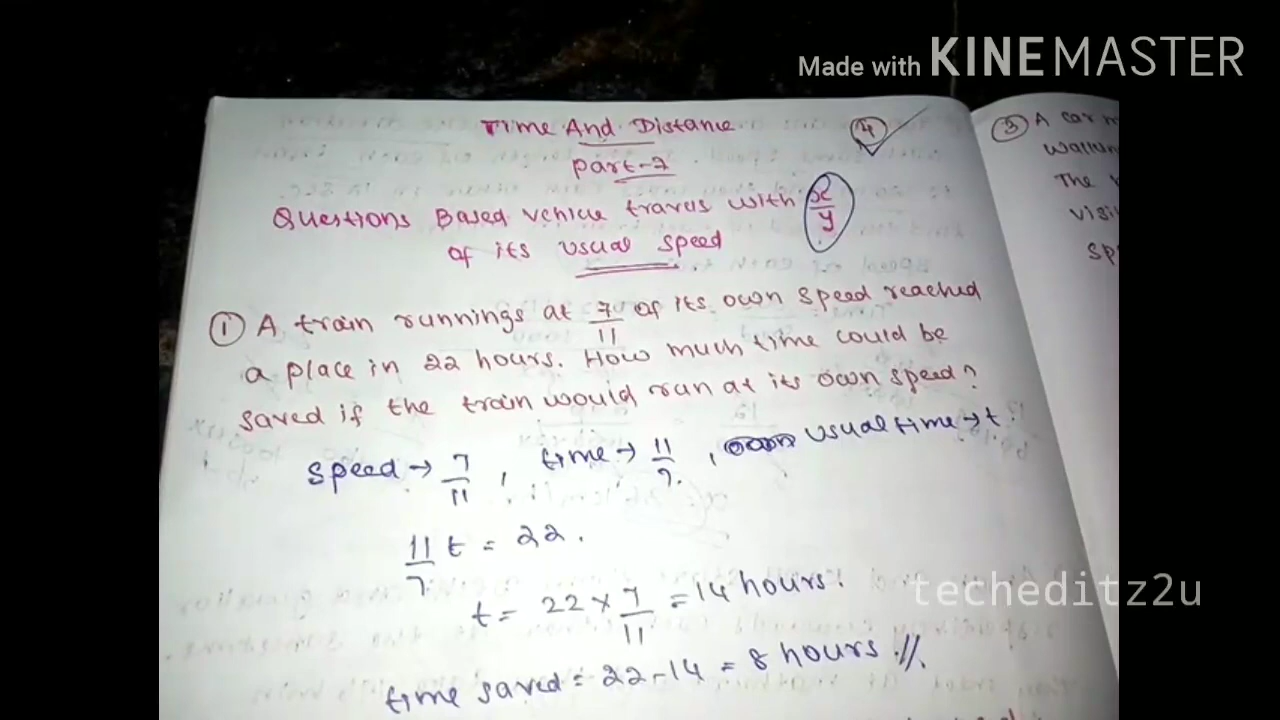 Made with KINEMASTER
Time And Distance
Part-7
4
Questions Based vehicle travels with x/y
of its usual speed
① A train runnings at 7/11 of its own speed reached
a place in 22 hours. How much time could be
saved if the train would run at its own speed?
speed → 7/11 , time → 11/7. , usual time → t.
11/7 t = 22.
t = 22 × 7/11 = 14 hours.
time saved = 22 - 14 = 8 hours //.
techeditz2u
③ A car
The